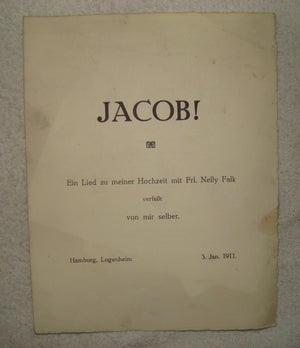 JACOB!
Ein Lied zu meiner Hochzeit mit Frl. Nelly Falk
verfaßt
von mir selber.
Hamburg, Logenheim 3. Jan. 1911.